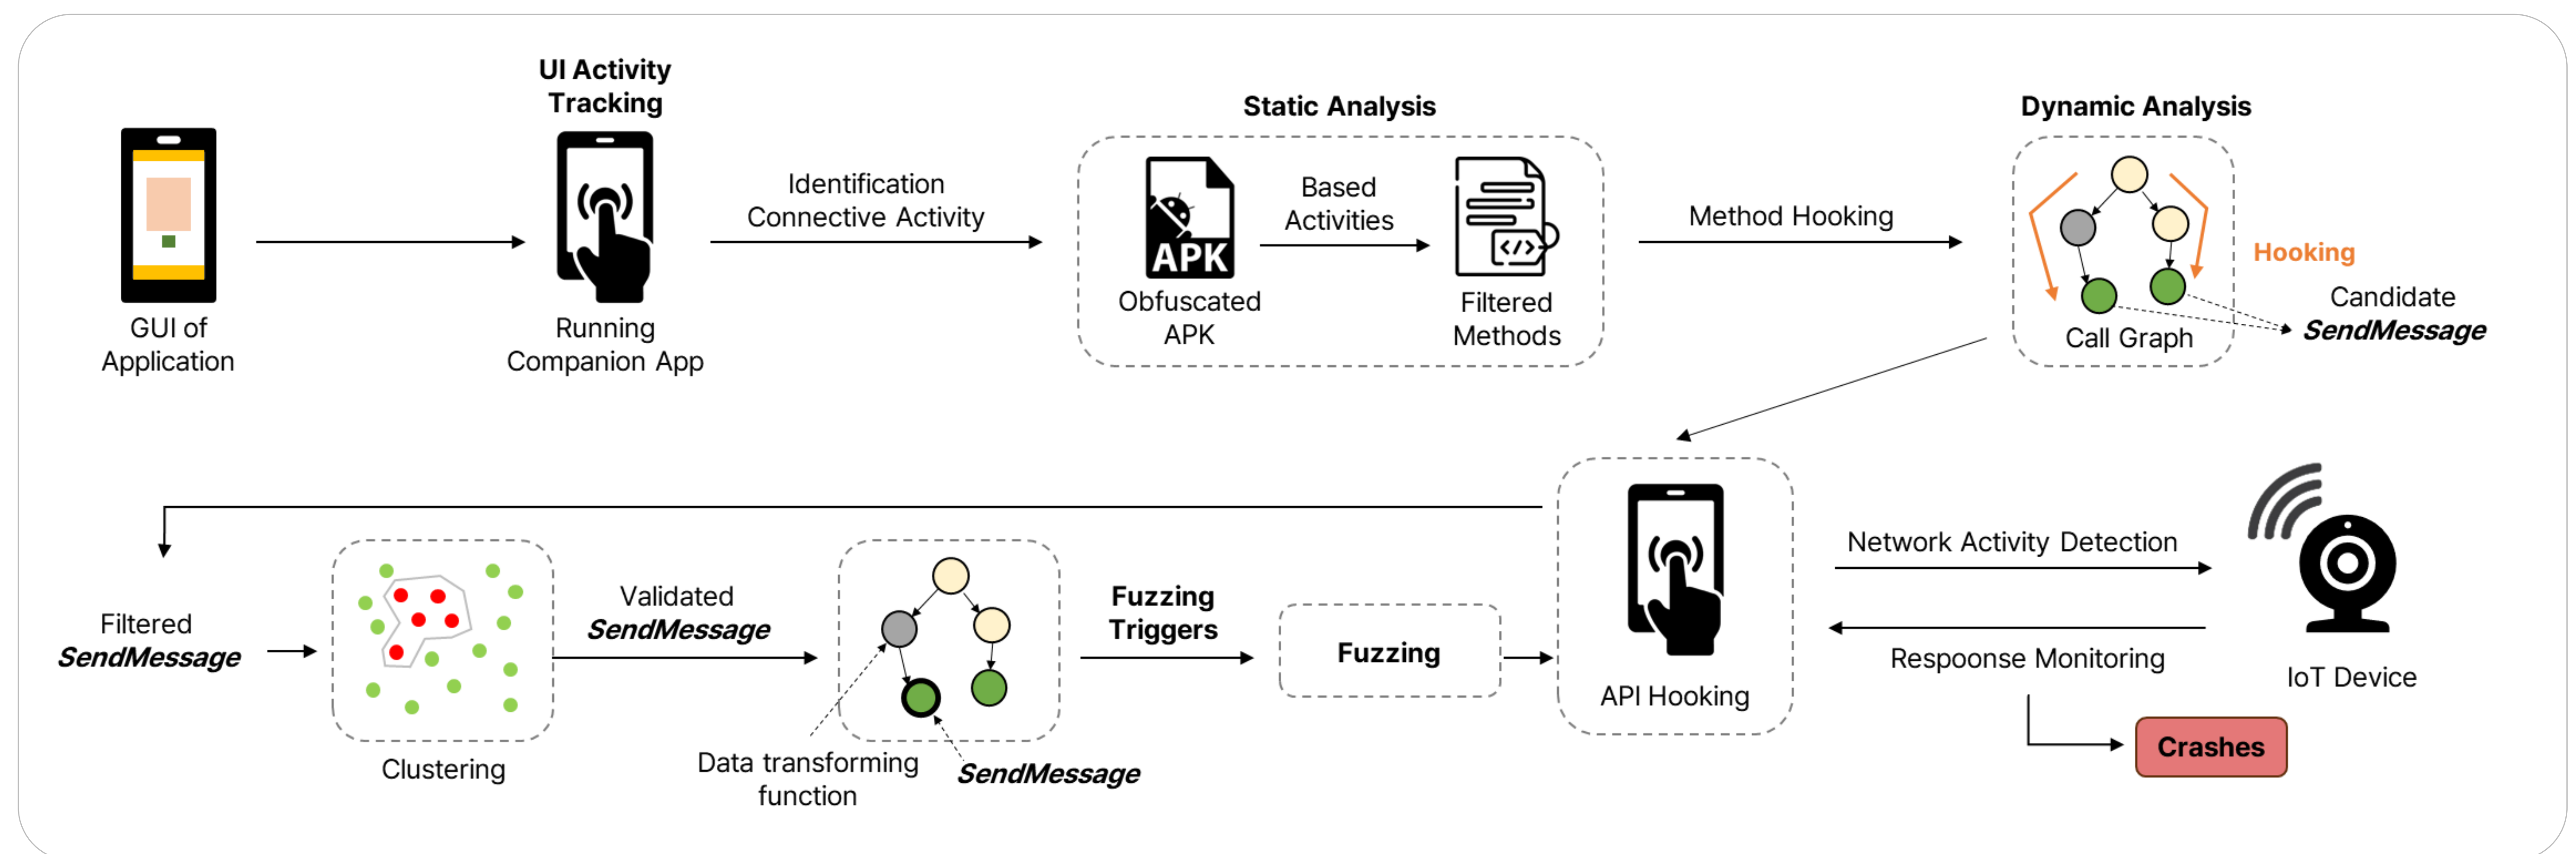 UI Activity
Tracking
GUI of
Application
Running
Companion App
Identification
Connective Activity
Static Analysis
APK
Obfuscated
APK
Based
Activities
</>
Filtered
Methods
Method Hooking
Dynamic Analysis
Call Graph
Hooking
Candidate
SendMessage
Filtered
SendMessage
Clustering
Validated
SendMessage
Data transforming
function
SendMessage
Fuzzing
Triggers
Fuzzing
API Hooking
Network Activity Detection
Respoonse Monitoring
IoT Device
Crashes